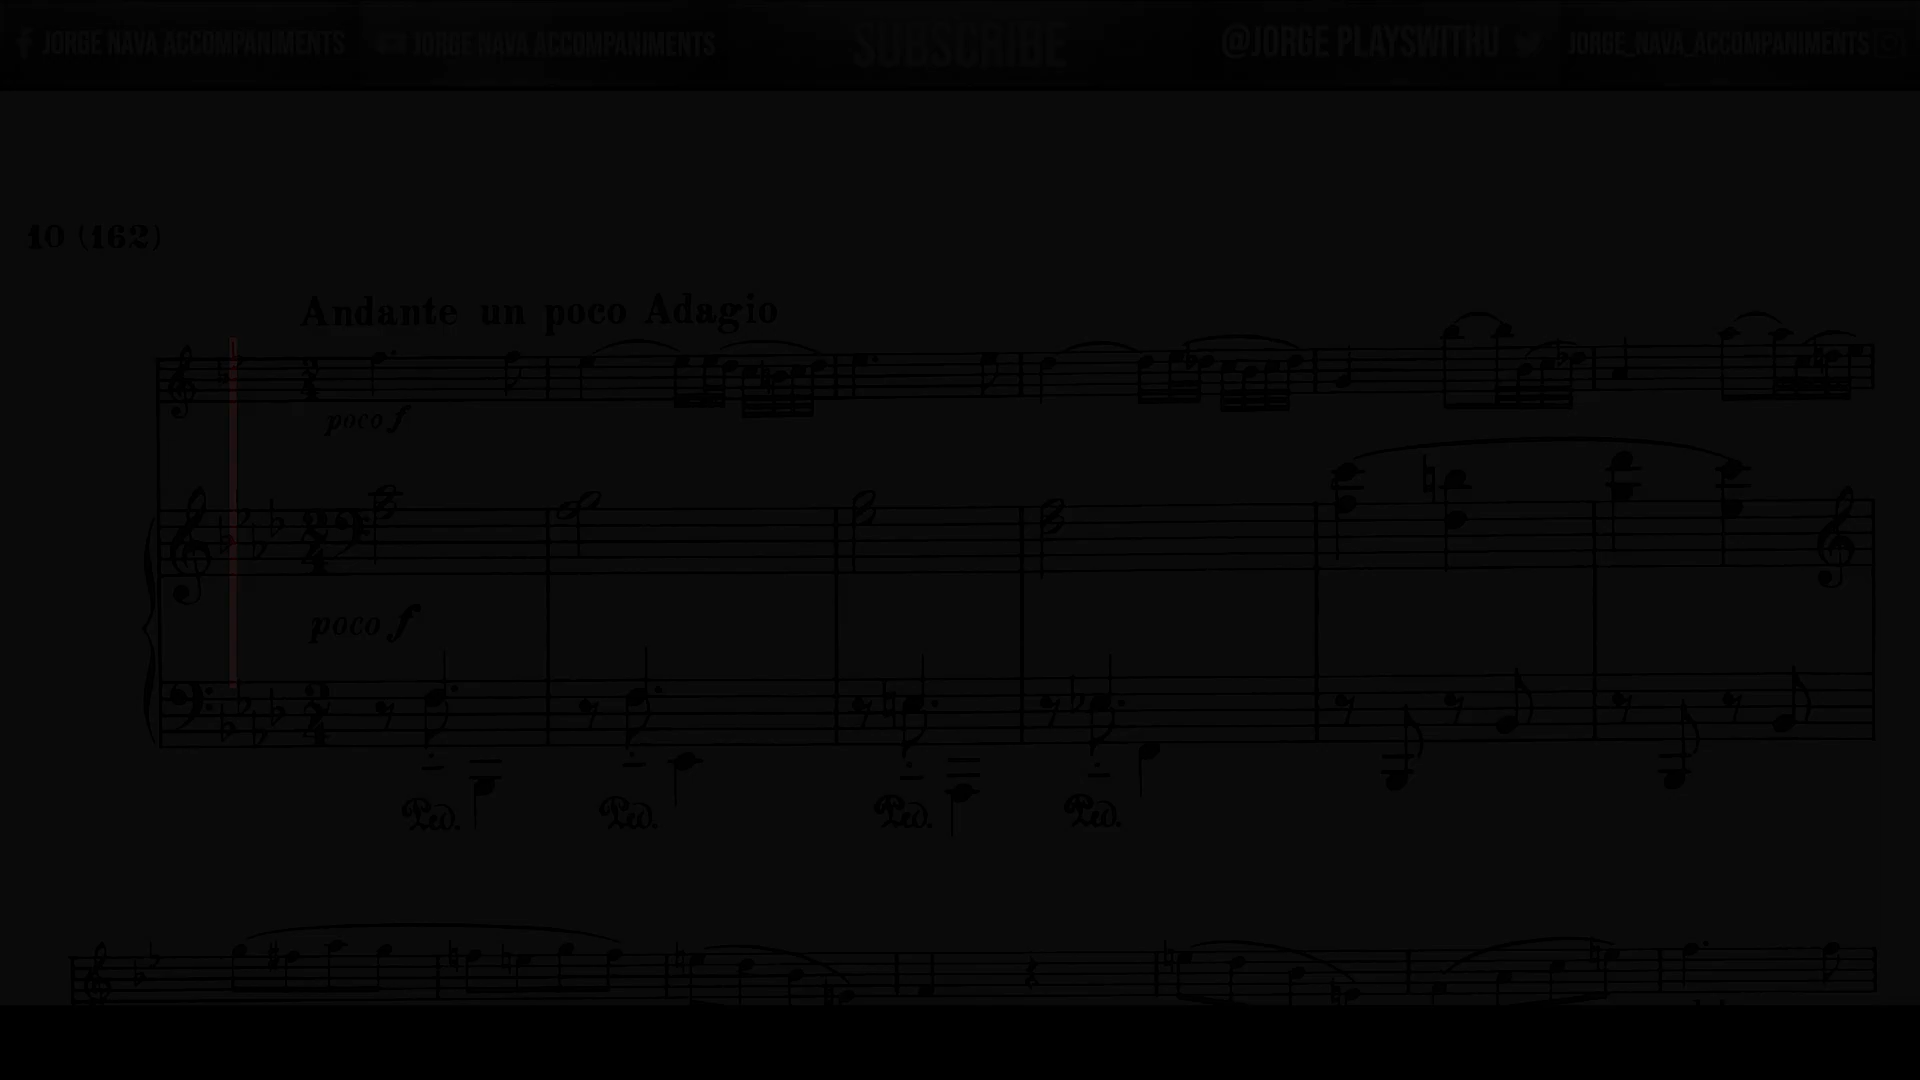 JORGE NAVA ACCOMPANIMENTS JORGE NAVA ACCOMPANIMENTS SUBSCRIBE @JORGE PLAYSWITHU JORGE_NAVA_ACCOMPANIMENTS
10 (162)
Andante un poco Adagio
poco f
poco f
Ped. Ped. Ped. Ped.